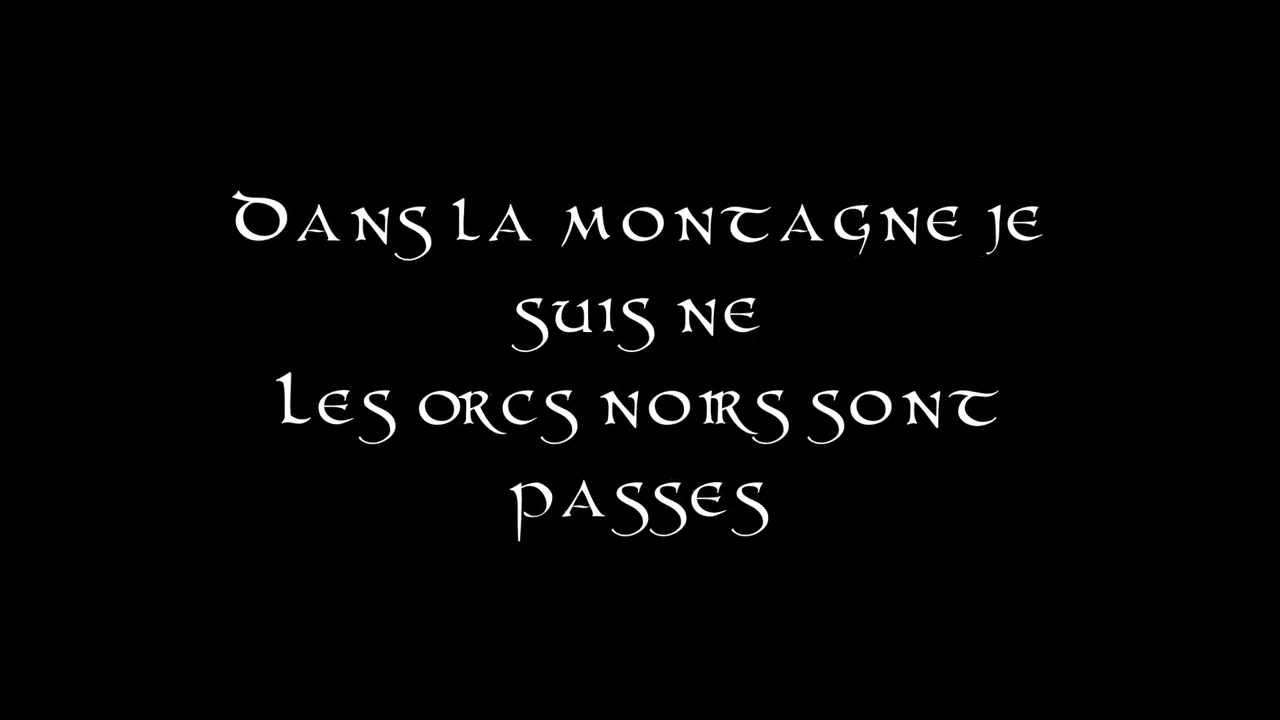 Dans la montagne je
suis ne
Les orcs noirs sont
passes